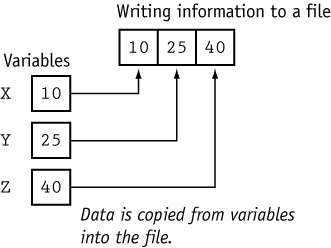 Writing information to a file
10 25 40
Variables
X 10
Y 25
Z 40
Data is copied from variables
into the file.